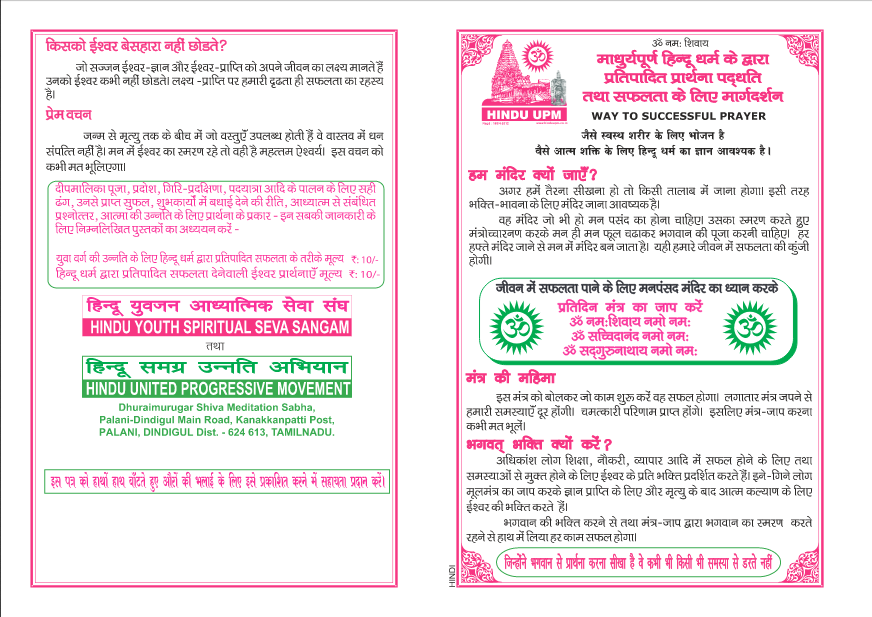 किसको ईश्वर बेसहारा नहीं छोडते?
जो सज्जन ईश्वर-ज्ञान और ईश्वर-प्राप्ति को अपने जीवन का लक्ष्य मानते हैं
उनको ईश्वर कभी नहीं छोडते। लक्ष्य -प्राप्ति पर हमारी दृढता ही सफलता का रहस्य
है।
प्रेम वचन
जन्म से मृत्यु तक के बीच में जो वस्तुएँ उपलब्ध होती हैं वे वास्तव में धन
संपत्ति नहीं है। मन में ईश्वर का स्मरण रहे तो वही है महत्तम ऐश्वर्य। इस वचन को
कभी मत भूलिएगा।
दीपमालिका पूजा, प्रदोश, गिरि-प्रदक्षिणा, पदयात्रा आदि के पालन के लिए सही
ढंग, उनसे प्राप्त सुफल, शुभकार्यों में बधाई देने की रीति, आध्यात्म से संबंधित
प्रश्नोत्तर, आत्मा की उन्नति के लिए प्रार्थना के प्रकार - इन सबकी जानकारी के
लिए निम्नलिखित पुस्तकों का अध्ययन करें -
युवा वर्ग की उन्नति के लिए हिन्दू धर्म द्वारा प्रतिपादित सफलता के तरीके मूल्य ₹: 10/-
हिन्दू धर्म द्वारा प्रतिपादित सफलता देनेवाली ईश्वर प्रार्थनाएँ मूल्य ₹: 10/-
हिन्दू युवजन आध्यात्मिक सेवा संघ
HINDU YOUTH SPIRITUAL SEVA SANGAM
तथा
हिन्दू समग्र उन्नति अभियान
HINDU UNITED PROGRESSIVE MOVEMENT
Dhuraimurugar Shiva Meditation Sabha,
Palani-Dindigul Main Road, Kanakkanpatti Post,
PALANI, DINDIGUL Dist. - 624 613, TAMILNADU.
इस पत्र को हाथों हाथ बाँटते हुए औतों की भलाई के लिए इसे प्रकाशित करने में सहायता प्रदान करें।
ॐ नम: शिवाय
माधुर्यपूर्ण हिन्दू धर्म के द्वारा
प्रतिपादित प्रार्थना पद्धति
तथा सफलता के लिए मार्गदर्शन
HINDU UPM
WAY TO SUCCESSFUL PRAYER
जैसे स्वस्थ शरीर के लिए भोजन है
वैसे आत्म शक्ति के लिए हिन्दू धर्म का ज्ञान आवश्यक है।
हम मंदिर क्यों जाएँ?
अगर हमें तैरना सीखना हो तो किसी तालाब में जाना होगा। इसी तरह
भक्ति-भावना के लिए मंदिर जाना आवश्यक है।
वह मंदिर जो भी हो मन पसंद का होना चाहिए। उसका स्मरण करते हुए
मंत्रोच्चारनण करके मन ही मन फूल चढाकर भगवान की पूजा करनी चाहिए। हर
हफ्ते मंदिर जाने से मन में मंदिर बन जाता है। यही हमारे जीवन में सफलता की कुंजी
होगी।
जीवन में सफलता पाने के लिए मनपंसद मंदिर का ध्यान करके
प्रतिदिन मंत्र का जाप करें
ॐ नम:शिवाय नमो नम:
ॐ सच्चिदानंद नमो नम:
ॐ सद्गुरुनाथाय नमो नम:
मंत्र की महिमा
इस मंत्र को बोलकर जो काम शुरु करें वह सफल होगा। लगातार मंत्र जपने से
हमारी समस्याएँ दूर होंगी। चमत्कारी परिणाम प्राप्त होंगे। इसलिए मंत्र-जाप करना
कभी मत भूलें।
भगवत् भक्ति क्यों करें?
अधिकांश लोग शिक्षा, नौकरी, व्यापार आदि में सफल होने के लिए तथा
समस्याओं से मुक्त होने के लिए ईश्वर के प्रति भक्ति प्रदर्शित करते हैं। इने-गिने लोग
मूलमंत्र का जाप करके ज्ञान प्राप्ति के लिए और मृत्यु के बाद आत्म कल्याण के लिए
ईश्वर की भक्ति करते हैं।
भगवान की भक्ति करने से तथा मंत्र-जाप द्वारा भगवान का स्मरण करते
रहने से हाथ में लिया हर काम सफल होगा।
जिन्होंने भगवान से प्रार्थना करना सीखा है वे कभी भी किसी भी समस्या से डरते नहीं
HINDI